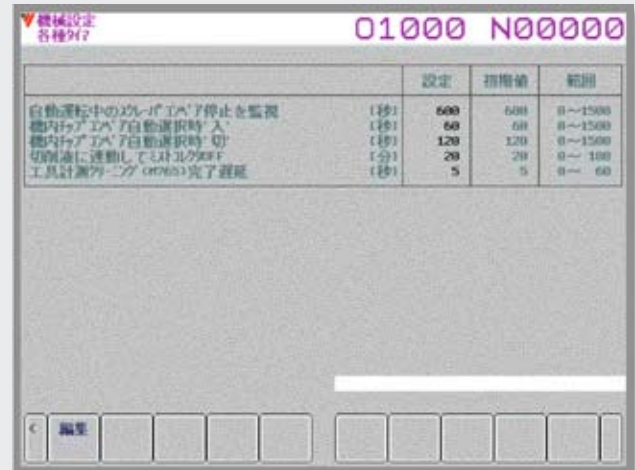 機械設定
各種ﾀｲﾏ
O1000 N00000
設定 初期値 範囲
自動運転中のｽｸﾚｰﾊﾟｺﾝﾍﾞｱ停止を監視 [秒] 600 600 0～1500
機内ﾁｯﾌﾟｺﾝﾍﾞｱ自動選択時'入' [秒] 60 60 0～1500
機内ﾁｯﾌﾟｺﾝﾍﾞｱ自動選択時'切' [秒] 120 120 0～1500
切削液に連動してﾐｽﾄｺﾚｸﾀOFF [分] 20 20 0～ 100
工具計測ｸﾘｰﾆﾝｸﾞ(M765)完了遅延 [秒] 5 5 0～ 60
< 編集